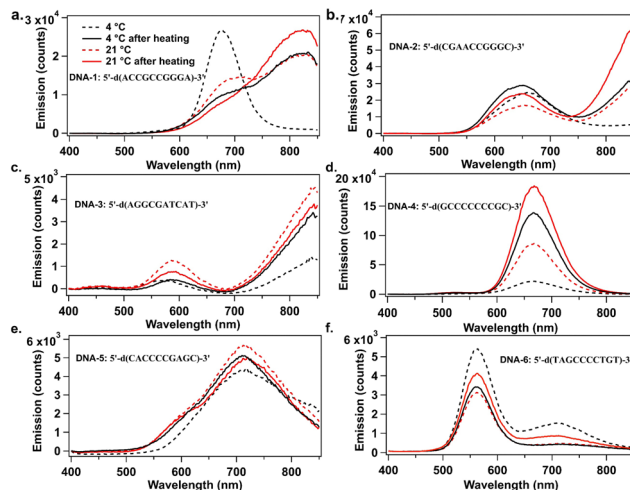 a.
3 x10⁴
2
1
0
Emission (counts)
4 °C
4 °C after heating
21 °C
21 °C after heating
DNA-1: 5'-d(ACCGCCGGGA)-3'
400 500 600 700 800
Wavelength (nm)
b.
7 x10⁴
6
5
4
3
2
1
0
Emission (counts)
DNA-2: 5'-d(CGAACCGGGC)-3'
400 500 600 700 800
Wavelength (nm)
c.
5 x10³
4
3
2
1
0
Emission (counts)
DNA-3: 5'-d(AGGCGATCAT)-3'
400 500 600 700 800
Wavelength (nm)
d.
20 x10⁴
15
10
5
0
Emission (counts)
DNA-4: 5'-d(GCCCCCCCGC)-3'
400 500 600 700 800
Wavelength (nm)
e.
6 x10³
4
2
0
Emission (counts)
DNA-5: 5'-d(CACCCCGAGC)-3'
400 500 600 700 800
Wavelength (nm)
f.
6 x10³
5
4
3
2
1
0
Emission (counts)
DNA-6: 5'-d(TAGCCCCTGT)-3
400 500 600 700 800
Wavelength (nm)